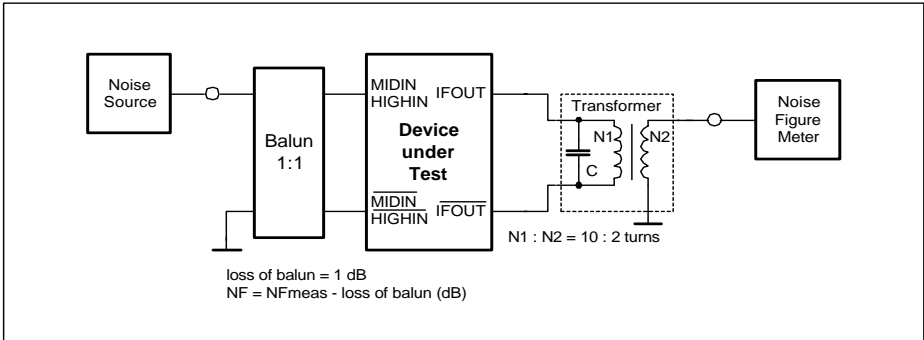 Noise
Source
Balun
1:1
MIDIN
HIGHIN
IFOUT
Device
under
Test
MIDIN
HIGHIN
IFOUT
Transformer
N1
N2
C
N1 : N2 = 10 : 2 turns
Noise
Figure
Meter
loss of balun = 1 dB
NF = NFmeas - loss of balun (dB)